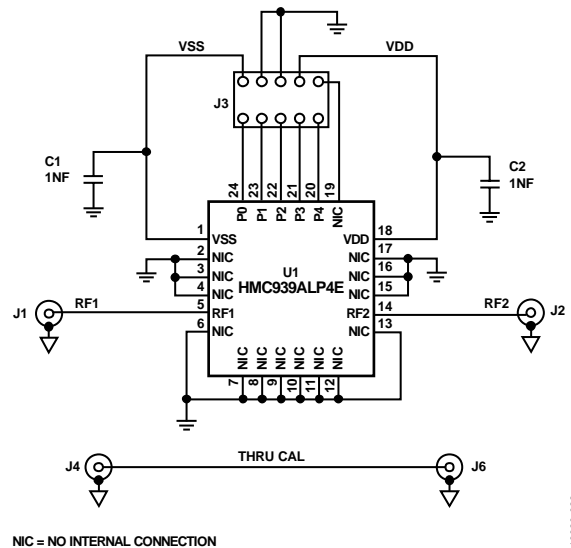 VSS
VDD
J3
C1
1NF
C2
1NF
24
23
22
21
20
19
P0
P1
P2
P3
P4
NIC
1
VSS
VDD
18
2
NIC
NIC
17
3
NIC
U1
NIC
16
HMC939ALP4E
4
NIC
NIC
15
J1
RF1
5
RF1
RF2
14
RF2
J2
6
NIC
NIC
13
NIC
NIC
NIC
NIC
NIC
NIC
7
8
9
10
11
12
J4
THRU CAL
J6
NIC = NO INTERNAL CONNECTION